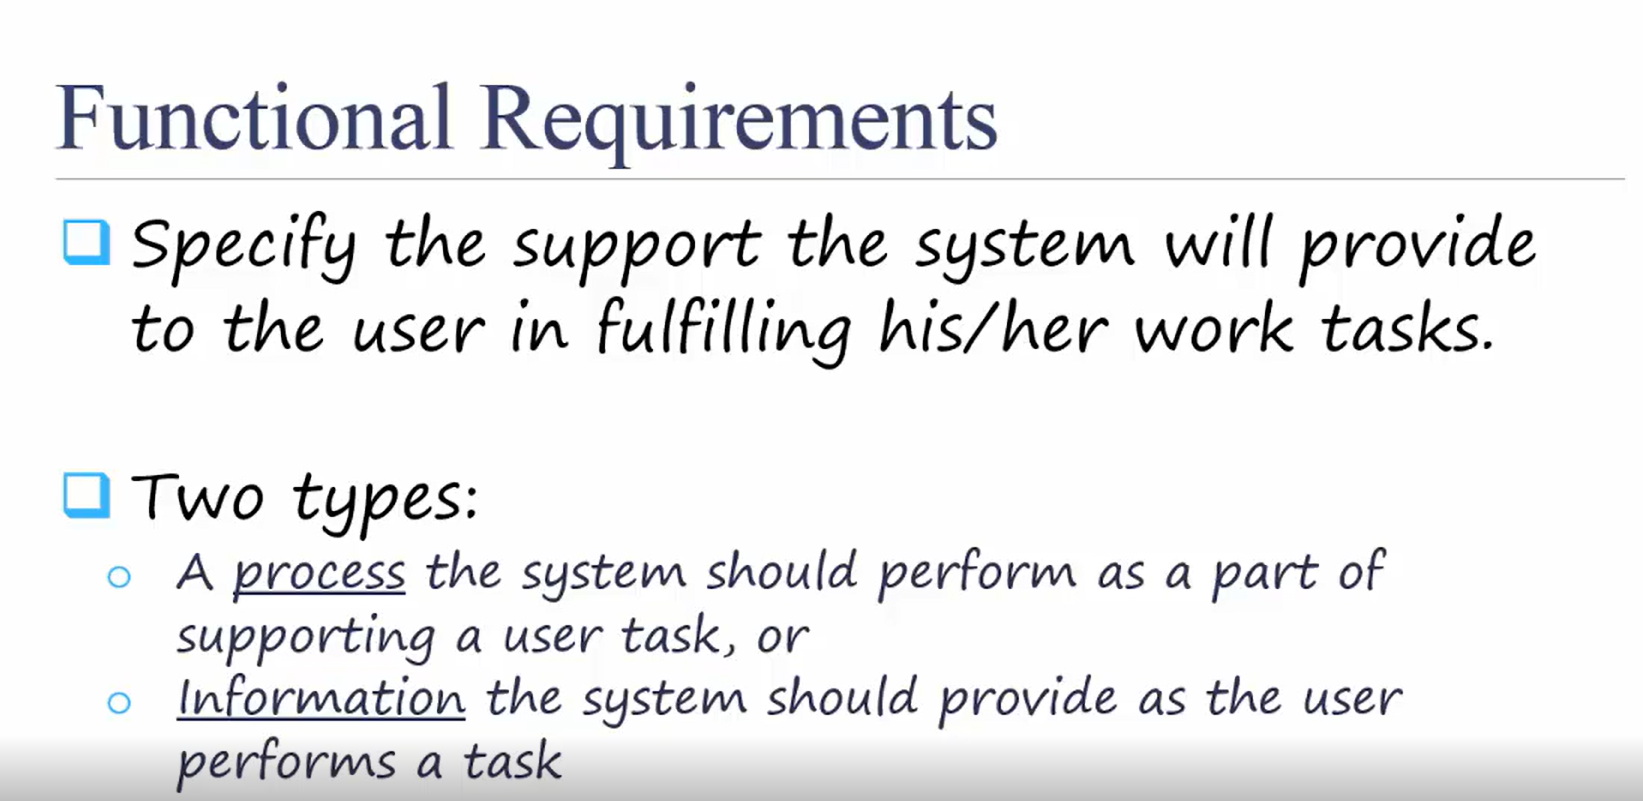 Functional Requirements
Specify the support the system will provide
to the user in fulfilling his/her work tasks.
Two types:
A process the system should perform as a part of
supporting a user task, or
Information the system should provide as the user
performs a task